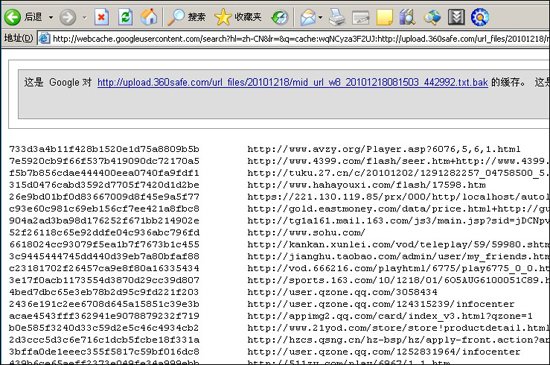 后退 搜索 收藏夹
地址(D) http://webcache.googleusercontent.com/search?hl=zh-CN&lr=&q=cache:wqNCyza3F2UJ:http://upload.360safe.com/url_files/20101218/m
这是 Google 对 http://upload.360safe.com/url_files/20101218/mid_url_w8_20101218081503_442992.txt.bak 的缓存。 这是
733d3a4b11f428b1520e1d75a8809b5b http://www.avzy.org/Player.asp?6076,5,6,1.html
7e5920cb9f66f537b419090dc72170a5 http://www.4399.com/flash/seer.htm+http://www.4399.
f5b7b856cdae444400eea0740fa9fdf1 http://tuku.27.cn/c/20101202/1291282257_04758500_5.
315d0476cabd3592d7705f7420d1d2be http://www.hahayouxi.com/flash/17598.htm
26e9bd01bf0d83667009d8f45e9a5f77 https://221.130.119.85/prx/000/http/localhost/autol
c93e60c981c69eb156cf7ee421a8fbc8 http://gold.eastmoney.com/data/price.html+http://gu
904a2ad3ba98d176252f671bb214902e http://tg1a161.mail.163.com/js3/main.jsp?sid=jDCNpv
52f26118c65e92ddfe04c936abc796fd http://www.sohu.com/
6618024cc93079f5ea1b7f7673b1c455 http://kankan.xunlei.com/vod/teleplay/59/59980.shtm
3c9445444745dd440d39eb7a80bfaf88 http://jianghu.taobao.com/admin/user/my_friends.htm
c23181702f26457ca9e8f80a16335434 http://vod.666216.com/playhtml/6775/play6775_0_0.ht
3e17f0acb1173554d3870d29cc39d807 http://sports.163.com/10/1218/01/6O5AUG6100051C89.h
4bed7dbc65e3eb78b2d95c9fd221f203 http://user.qzone.qq.com/3058434
2436e191c2ee6708d645a15851c39e3b http://user.qzone.qq.com/124315239/infocenter
acae4543fff362941e9078879232f719 http://appimg2.qq.com/card/index_v3.html?qzone=1
b0e585f3240d33c59d2e5c46c4934cb2 http://www.21yod.com/store/store!productdetail.html
2d3ccc5d3c6e716c1dcb5fcbe18f331a http://hzcs.qsng.cn/hz-bsp/hz/apply-front.action?ar
3bffa0de1eeec355f5817c59bf016dc8 http://user.qzone.qq.com/1252831964/infocenter